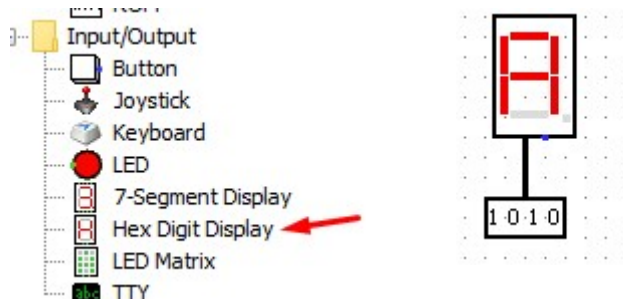 Input/Output
Button
Joystick
Keyboard
LED
7-Segment Display
Hex Digit Display
LED Matrix
abc TTY
A
1 0 1 0